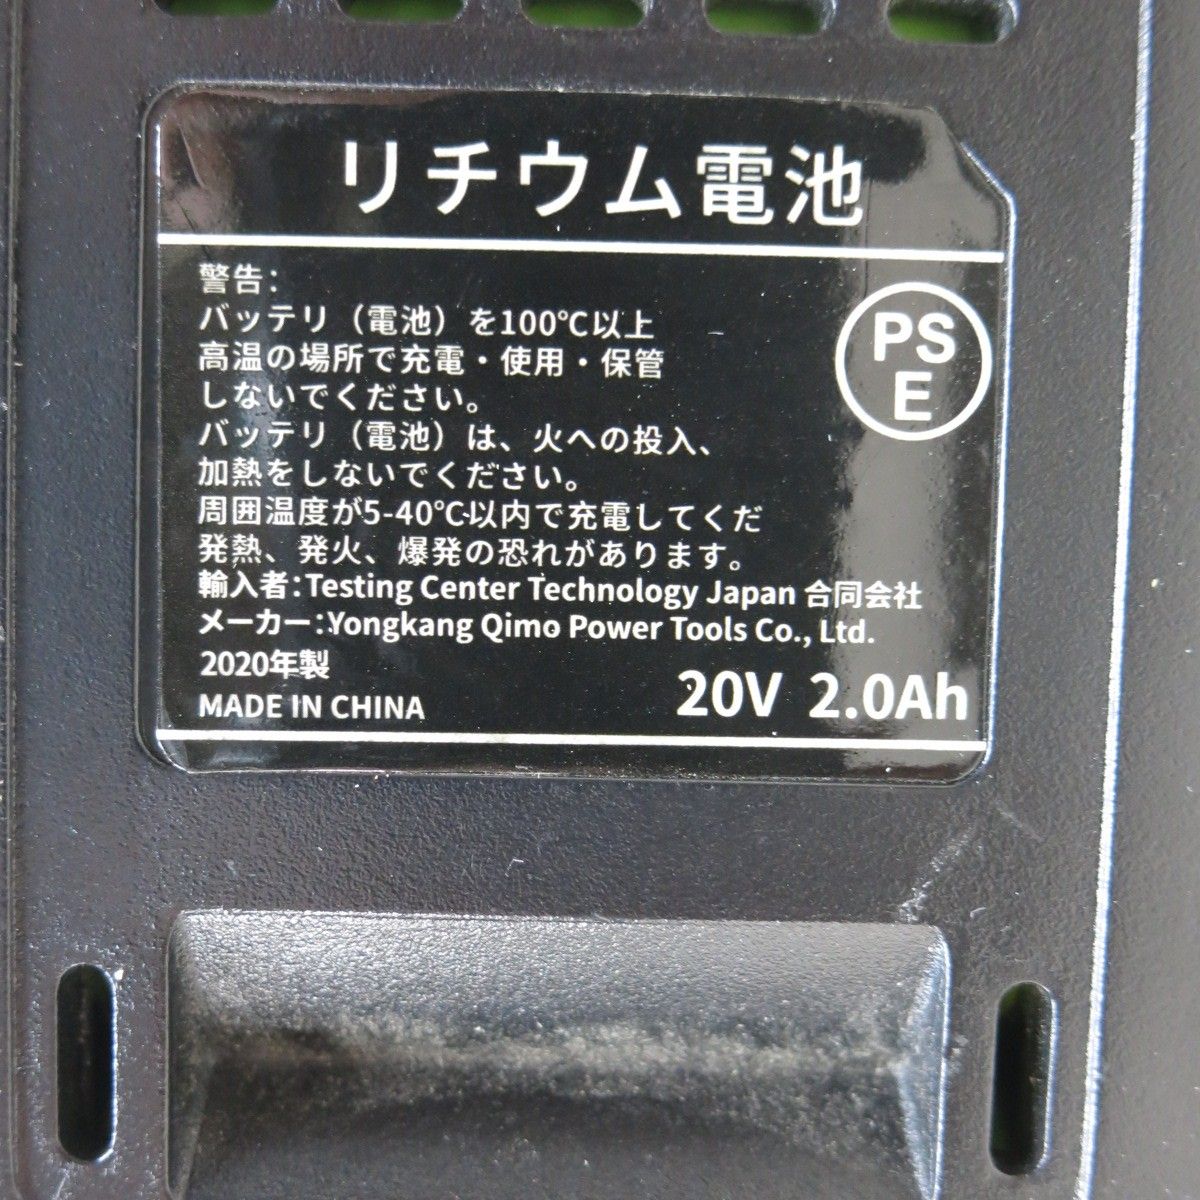 リチウム電池
警告:
バッテリ（電池）を100℃以上
高温の場所で充電・使用・保管
しないでください。
バッテリ（電池）は、火への投入、
加熱をしないでください。
周囲温度が5-40℃以内で充電してくだ
発熱、発火、爆発の恐れがあります。
輸入者：Testing Center Technology Japan 合同会社
メーカー：Yongkang Qimo Power Tools Co., Ltd.
2020年製
MADE IN CHINA
20V 2.0Ah
PS
E